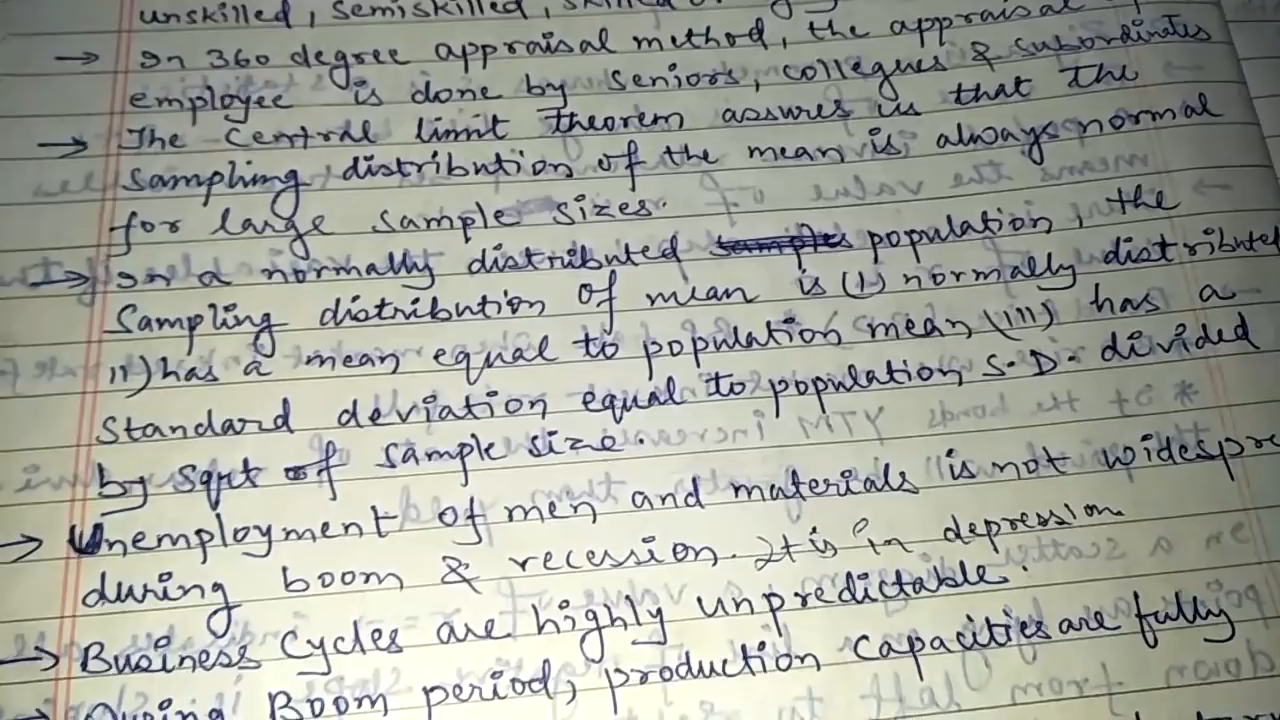 unskilled, semiskilled,
→ In 360 degree appraisal method, the appraisal
employee is done by seniors, collegues & subordinates
→ The central limit theorem assures us that the
sampling distribution of the mean is always normal
for large sample sizes.
→ In a normally distributed population, the
Sampling distribution of mean is (i) normally distributed
ii) has a mean equal to population mean (iii) has a
standard deviation equal to population S.D. divided
by sqrt of sample size.
→ Unemployment of men and materials is not widespre
during boom & recession. It is in depression.
→ Business Cycles are highly unpredictable.
→ During Boom period, production capacities are fully